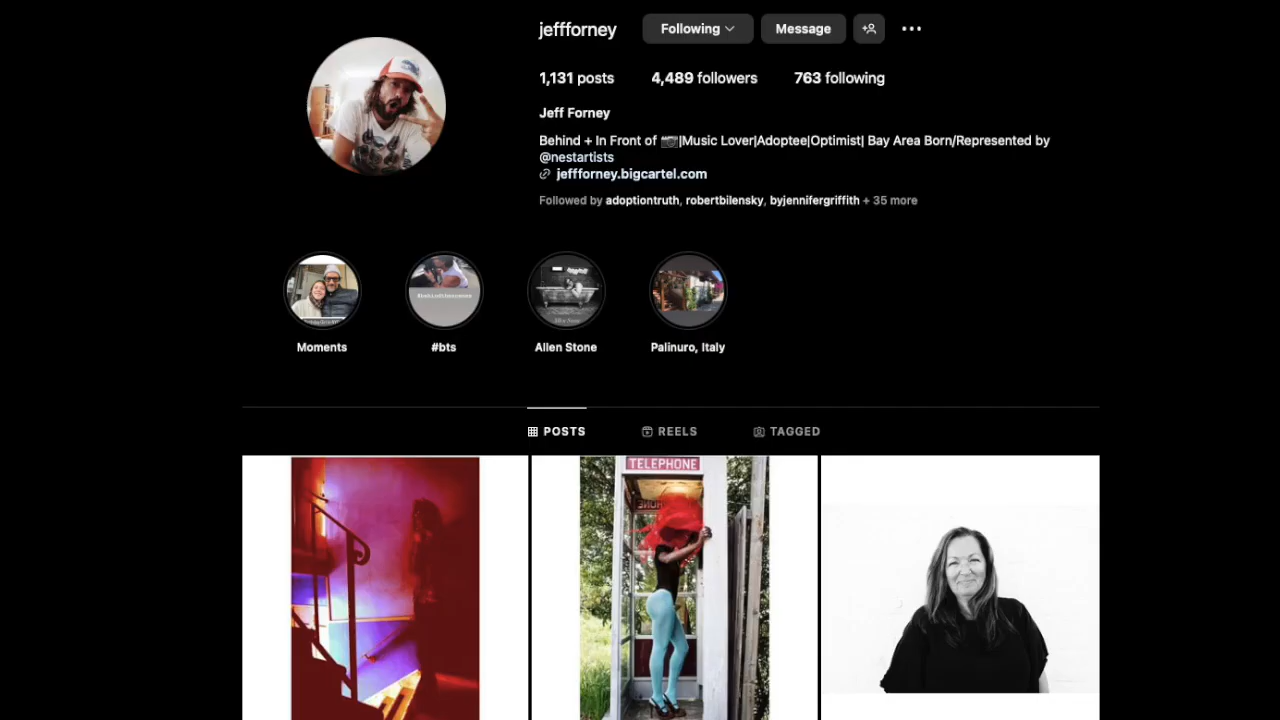 jeffforney
Following
Message
1,131 posts
4,489 followers
763 following
Jeff Forney
Behind + In Front of 📷|Music Lover|Adoptee|Optimist| Bay Area Born/Represented by
@nestartists
jeffforney.bigcartel.com
Followed by adoptiontruth, robertbilensky, byjennifergriffith + 35 more
Moments
#bts
Allen Stone
Palinuro, Italy
POSTS
REELS
TAGGED
TELEPHONE